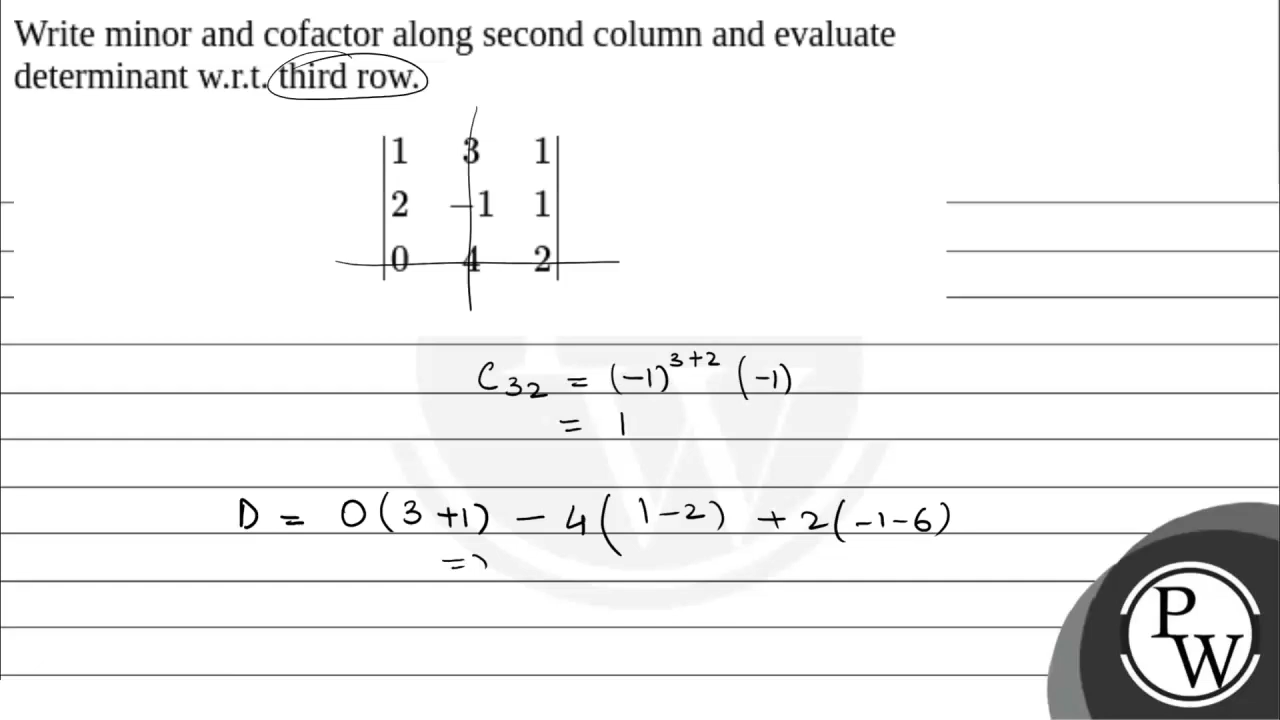 Write minor and cofactor along second column and evaluate
determinant w.r.t. third row.
1 3 1
2 −1 1
0 4 2
C32 = (−1)^3+2 (−1)
= 1
D = 0(3+1) − 4(1−2) + 2(−1−6)
=
P
W